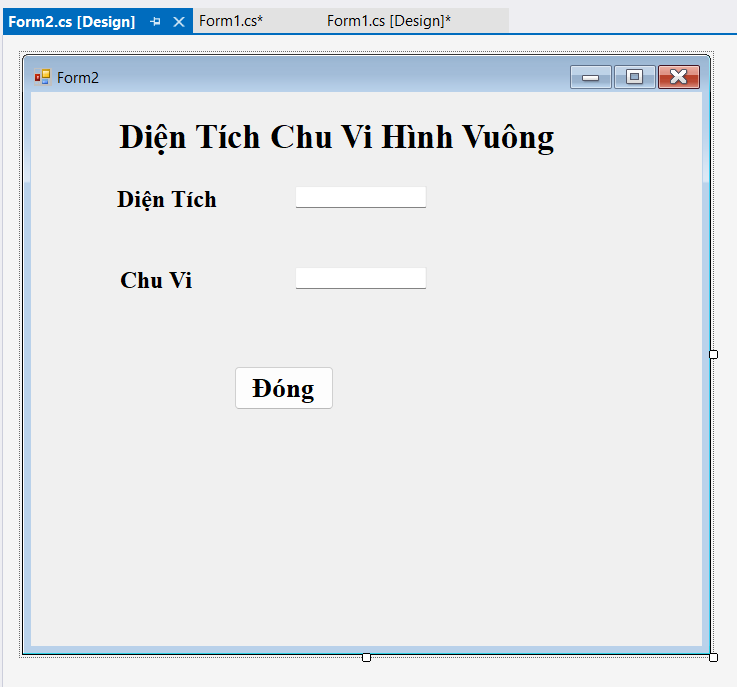 Form2.cs [Design] Form1.cs* Form1.cs [Design]*
Form2
Diện Tích Chu Vi Hình Vuông
Diện Tích
Chu Vi
Đóng